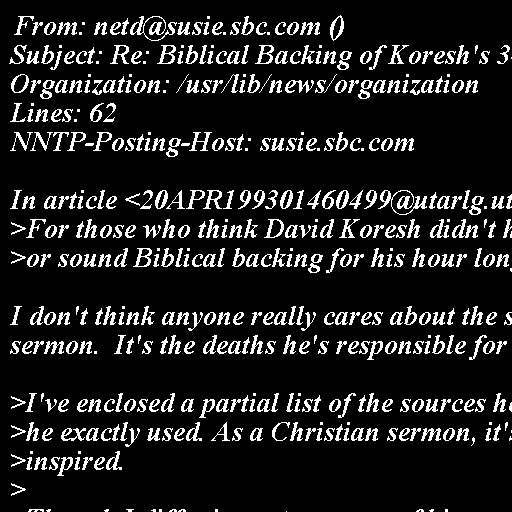 From: netd@susie.sbc.com ()
Subject: Re: Biblical Backing of Koresh's 3-
Organization: /usr/lib/news/organization
Lines: 62
NNTP-Posting-Host: susie.sbc.com

In article <20APR199301460499@utarlg.ut
>For those who think David Koresh didn't h
>or sound Biblical backing for his hour lon

I don't think anyone really cares about the s
sermon.  It's the deaths he's responsible for

>I've enclosed a partial list of the sources he
>he exactly used. As a Christian sermon, it's
>inspired.
>